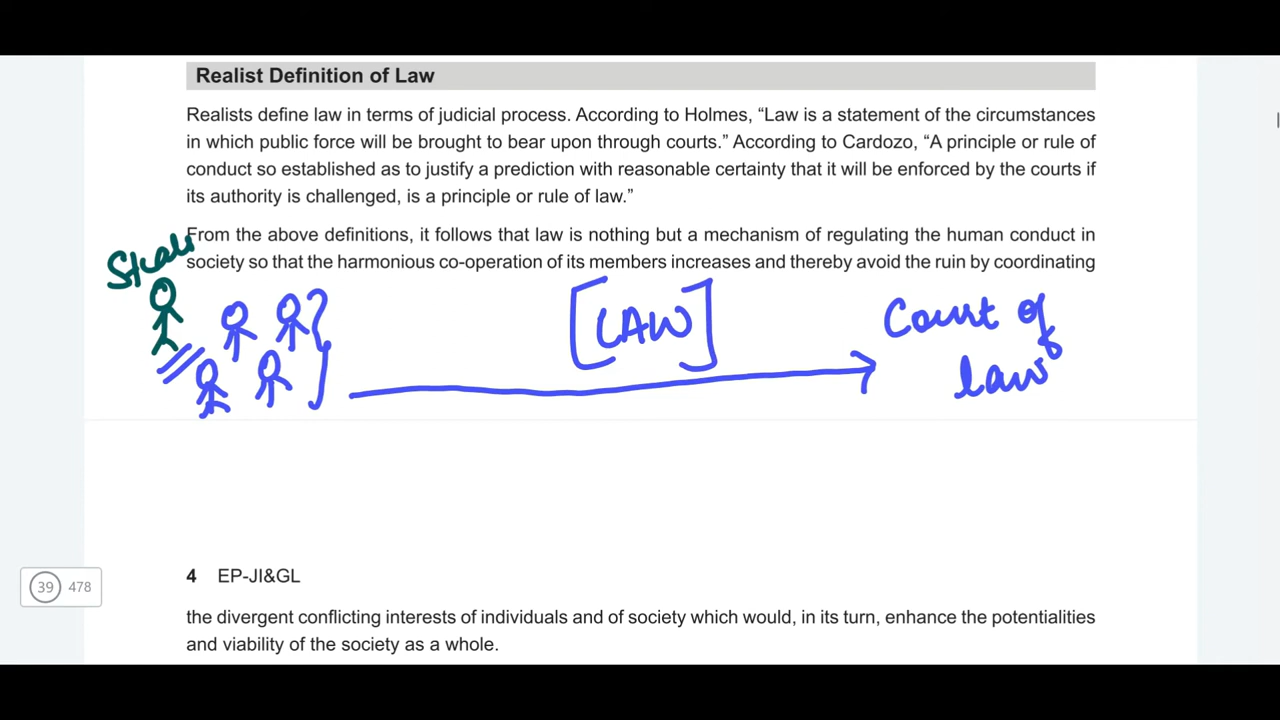 Realist Definition of Law
Realists define law in terms of judicial process. According to Holmes, “Law is a statement of the circumstances
in which public force will be brought to bear upon through courts.” According to Cardozo, “A principle or rule of
conduct so established as to justify a prediction with reasonable certainty that it will be enforced by the courts if
its authority is challenged, is a principle or rule of law.”
From the above definitions, it follows that law is nothing but a mechanism of regulating the human conduct in
society so that the harmonious co-operation of its members increases and thereby avoid the ruin by coordinating
[LAW]
Court of
law
4 EP-JI&GL
39 478
the divergent conflicting interests of individuals and of society which would, in its turn, enhance the potentialities
and viability of the society as a whole.